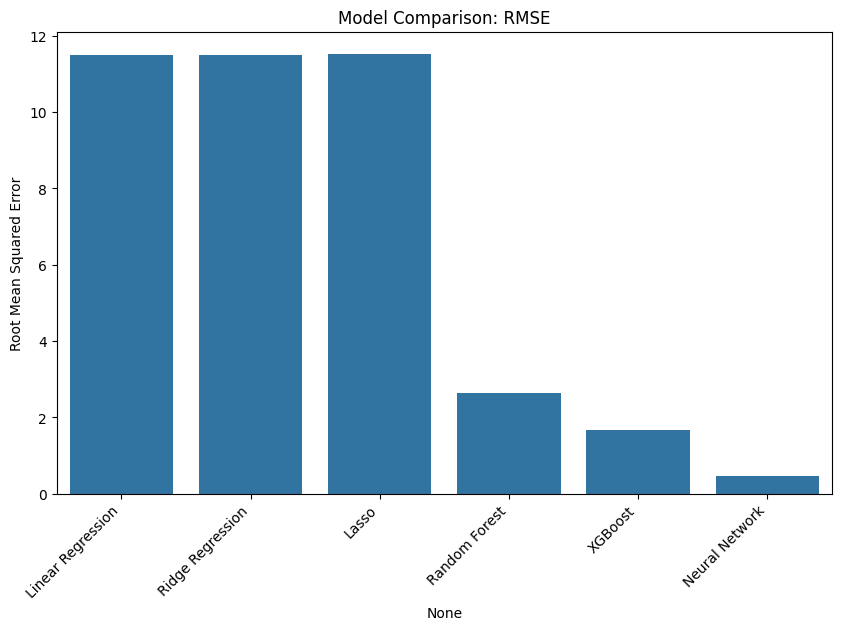 Model Comparison: RMSE
Root Mean Squared Error
12
10
8
6
4
2
0
Linear Regression
Ridge Regression
Lasso
Random Forest
XGBoost
Neural Network
None